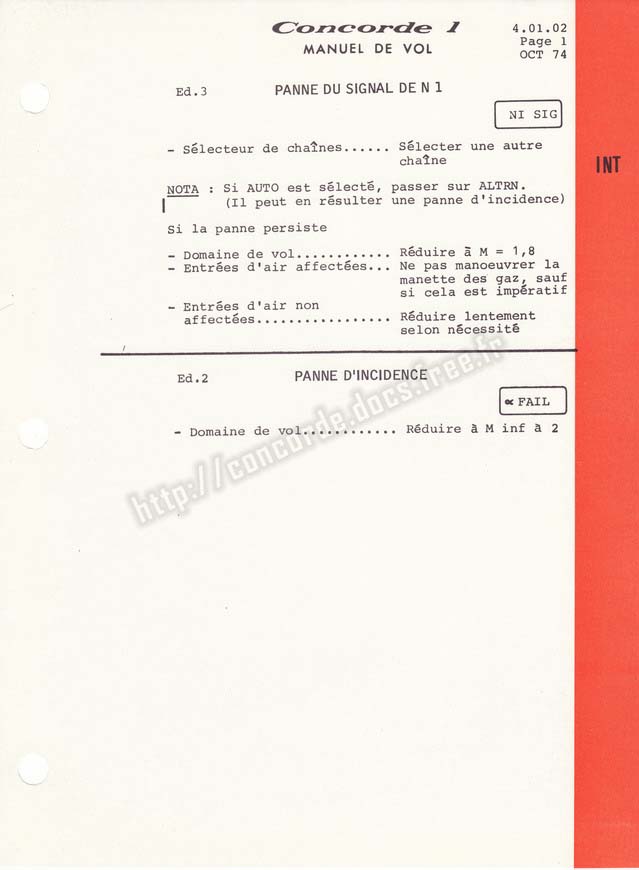 Concorde 1
MANUEL DE VOL
4.01.02
Page 1
OCT 74
Ed.3 PANNE DU SIGNAL DE N 1
NI SIG
INT
- Sélecteur de chaînes...... Sélecter une autre
chaîne
NOTA : Si AUTO est sélecté, passer sur ALTRN.
(Il peut en résulter une panne d'incidence)
Si la panne persiste
- Domaine de vol............ Réduire à M = 1,8
- Entrées d'air affectées... Ne pas manoeuvrer la
manette des gaz, sauf
si cela est impératif
- Entrées d'air non
affectées................. Réduire lentement
selon nécessité
Ed.2 PANNE D'INCIDENCE
∝ FAIL
- Domaine de vol............ Réduire à M inf à 2
http://concorde.docs.free.fr